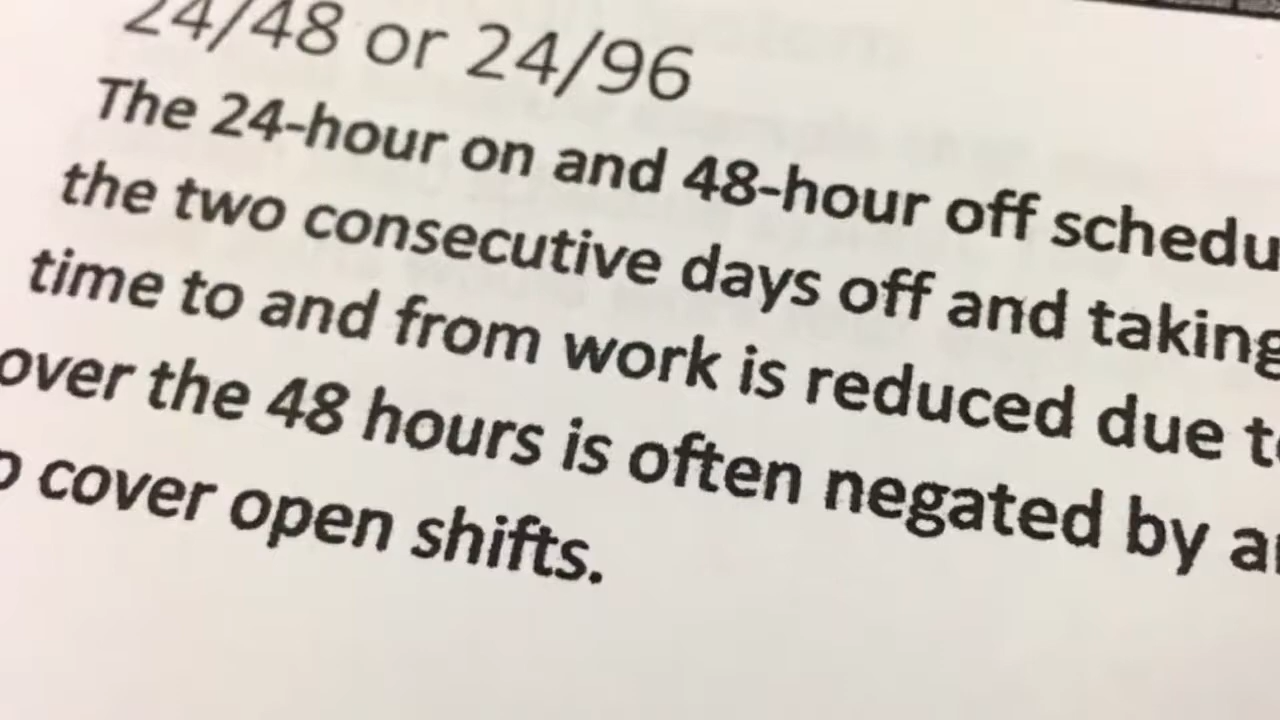 24/48 or 24/96
The 24-hour on and 48-hour off
the two consecutive days off and taking
time to and from work is reduced due
over the 48 hours is often negated by
cover open shifts.